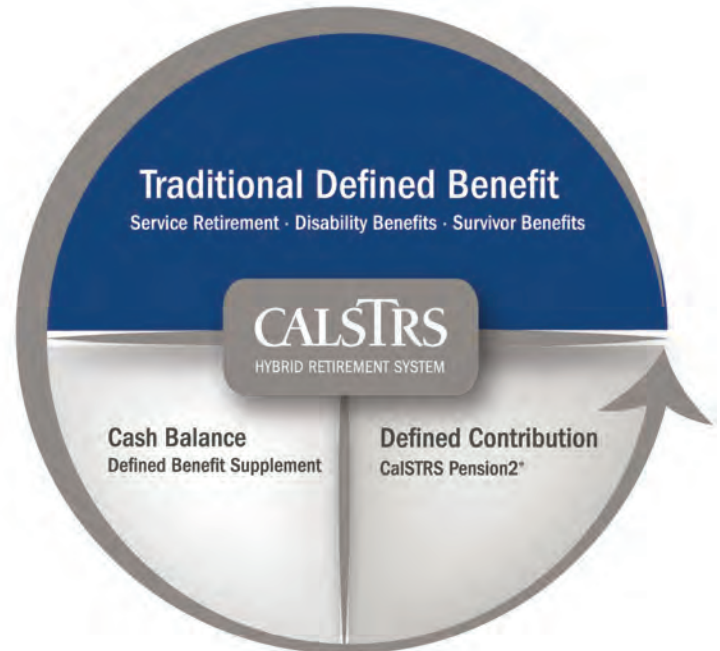 Traditional Defined Benefit
Service Retirement · Disability Benefits · Survivor Benefits
CALSTRS
HYBRID RETIREMENT SYSTEM
Cash Balance
Defined Benefit Supplement
Defined Contribution
CalSTRS Pension2*